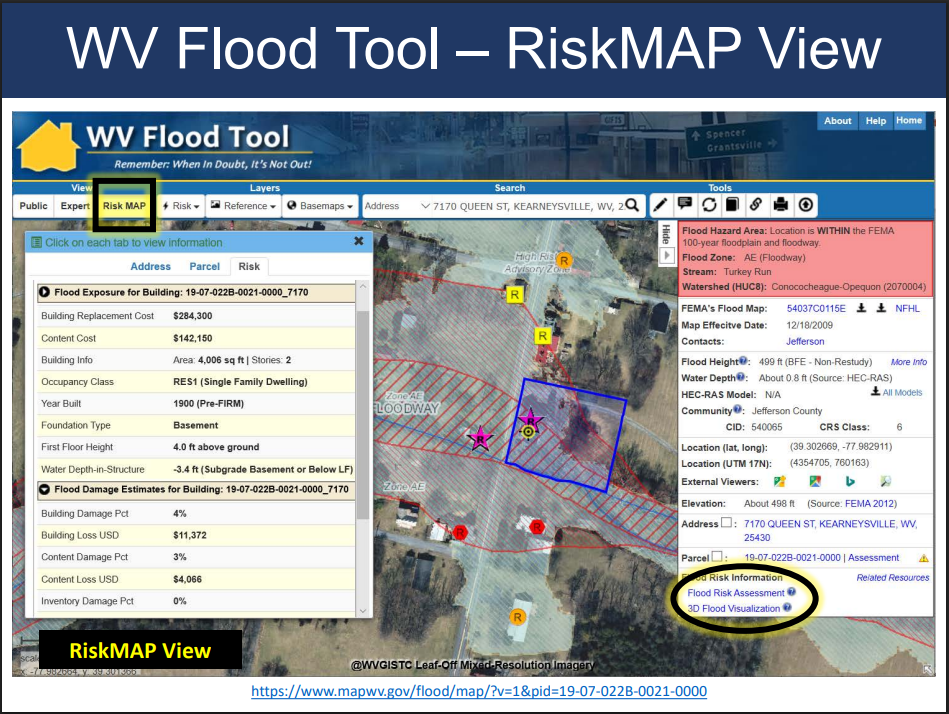 WV Flood Tool – RiskMAP View
WV Flood Tool
Remember: When In Doubt, It's Not Out!
GIFTS
Spencer
Grantsville
About Help Home
View Layers Search Tools
Public Expert Risk MAP Risk Reference Basemaps Address 7170 QUEEN ST, KEARNEYSVILLE, WV, 2
Click on each tab to view information
Address Parcel Risk
Flood Exposure for Building: 19-07-022B-0021-0000_7170
Building Replacement Cost $284,300
Content Cost $142,150
Building Info Area: 4,006 sq ft | Stories: 2
Occupancy Class RES1 (Single Family Dwelling)
Year Built 1900 (Pre-FIRM)
Foundation Type Basement
First Floor Height 4.0 ft above ground
Water Depth-in-Structure -3.4 ft (Subgrade Basement or Below LF)
Flood Damage Estimates for Building: 19-07-022B-0021-0000_7170
Building Damage Pct 4%
Building Loss USD $11,372
Content Damage Pct 3%
Content Loss USD $4,066
Inventory Damage Pct 0%
High Risk
Advisory Zone
R
R
R
Zone AE
FLOODWAY
R
R
Zone AE
R
R
R
Hide
Flood Hazard Area: Location is WITHIN the FEMA
100-year floodplain and floodway.
Flood Zone: AE (Floodway)
Stream: Turkey Run
Watershed (HUC8): Conococheague-Opequon (2070004)
FEMA's Flood Map: 54037C0115E NFHL
Map Effecitve Date: 12/18/2009
Contacts: Jefferson
Flood Height: 499 ft (BFE - Non-Restudy) More Info
Water Depth: About 0.8 ft (Source: HEC-RAS)
HEC-RAS Model: N/A All Models
Community: Jefferson County
CID: 540065 CRS Class: 6
Location (lat, long): (39.302669, -77.982911)
Location (UTM 17N): (4354705, 760163)
External Viewers:
Elevation: About 498 ft (Source: FEMA 2012)
Address : 7170 QUEEN ST, KEARNEYSVILLE, WV,
25430
Parcel : 19-07-022B-0021-0000 | Assessment
Flood Risk Information Related Resources
Flood Risk Assessment
3D Flood Visualization
RiskMAP View
scale
x: -77.982664, y: 39.301366
@WVGISTC Leaf-Off Mixed-Resolution Imagery
https://www.mapwv.gov/flood/map/?v=1&pid=19-07-022B-0021-0000